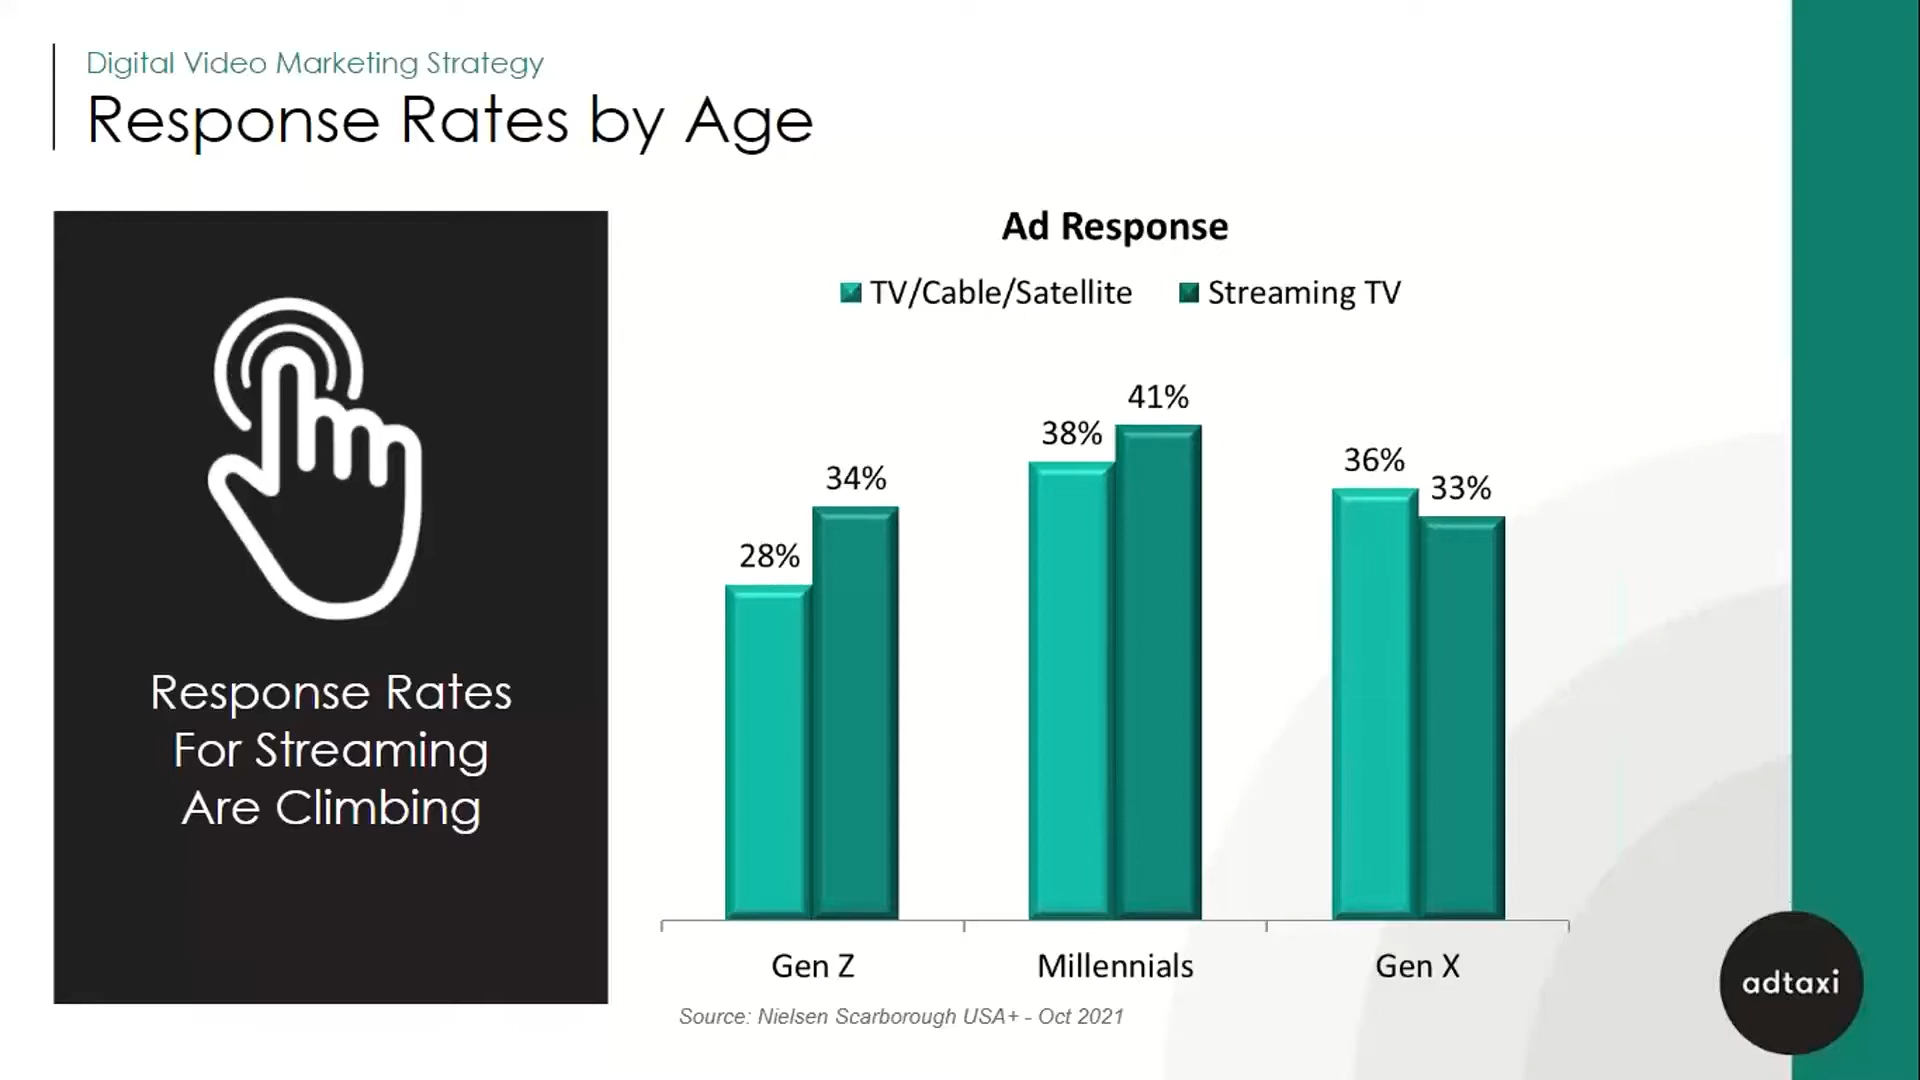 Digital Video Marketing Strategy
Response Rates by Age
Response Rates
For Streaming
Are Climbing
Ad Response
TV/Cable/Satellite Streaming TV
28% 34% 38% 41% 36% 33%
Gen Z Millennials Gen X
Source: Nielsen Scarborough USA+ - Oct 2021
adtaxi